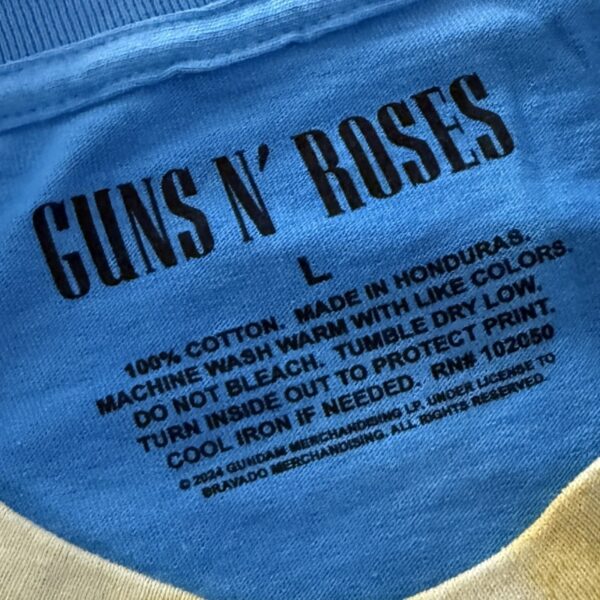 GUNS N' ROSES
L
100% COTTON. MADE IN HONDURAS.
MACHINE WASH WARM WITH LIKE COLORS.
DO NOT BLEACH. TUMBLE DRY LOW.
TURN INSIDE OUT TO PROTECT PRINT.
COOL IRON IF NEEDED. RN# 102050
© 2024 GUNDAM MERCHANDISING LP. UNDER LICENSE TO
BRAVADO MERCHANDISING. ALL RIGHTS RESERVED.